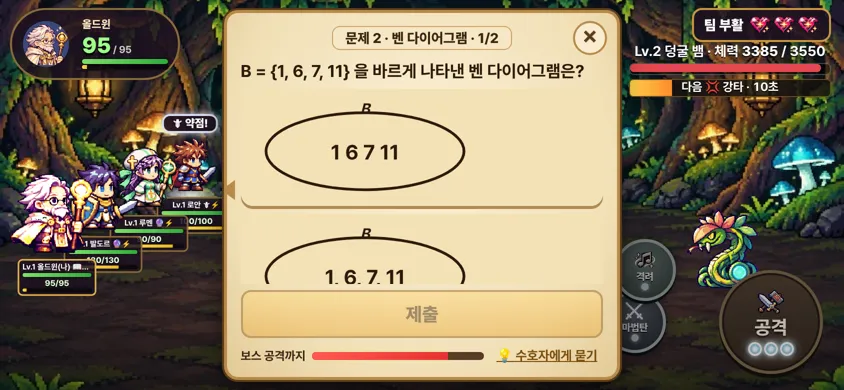 올드윈
95 / 95
문제 2 · 벤 다이어그램 · 1/2
✕
B = {1, 6, 7, 11} 을 바르게 나타낸 벤 다이어그램은?
B
1 6 7 11
B
1, 6, 7, 11
제출
보스 공격까지
수호자에게 묻기
팀 부활
Lv.2 덩굴 뱀 · 체력 3385 / 3550
다음 💢 강타 · 10초
약점!
Lv.1 로안
0/100
Lv.1 루멘
0/90
.1 발도르
130/130
Lv.1 올드윈(나)
95/95
격려
마법탄
공격